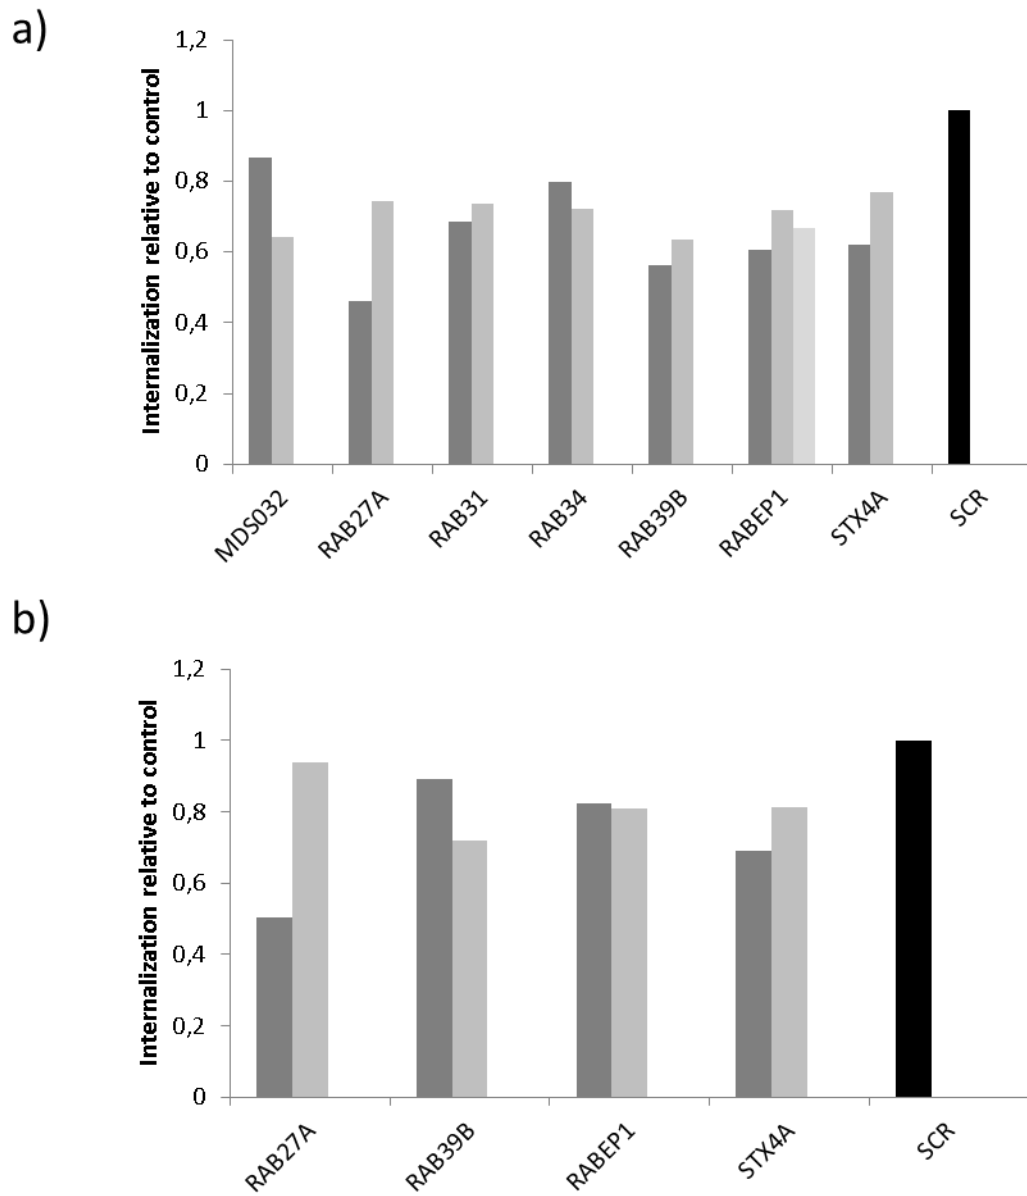 a)
Internalization relative to control
1,2
1
0,8
0,6
0,4
0,2
0
MDS032
RAB27A
RAB31
RAB34
RAB39B
RABEP1
STX4A
SCR
b)
Internalization relative to control
1,2
1
0,8
0,6
0,4
0,2
0
RAB27A
RAB39B
RABEP1
STX4A
SCR